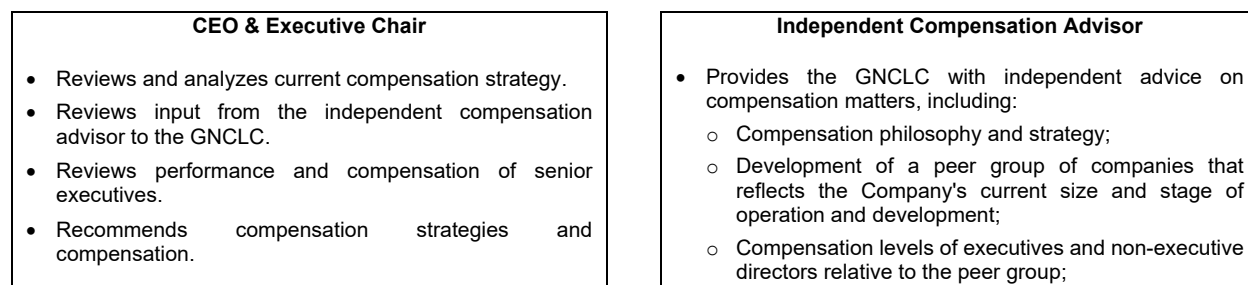 CEO & Executive Chair
• Reviews and analyzes current compensation strategy.
• Reviews input from the independent compensation
advisor to the GNCLC.
• Reviews performance and compensation of senior
executives.
• Recommends compensation strategies and
compensation.
Independent Compensation Advisor
• Provides the GNCLC with independent advice on
compensation matters, including:
o Compensation philosophy and strategy;
o Development of a peer group of companies that
reflects the Company's current size and stage of
operation and development;
o Compensation levels of executives and non-executive
directors relative to the peer group;